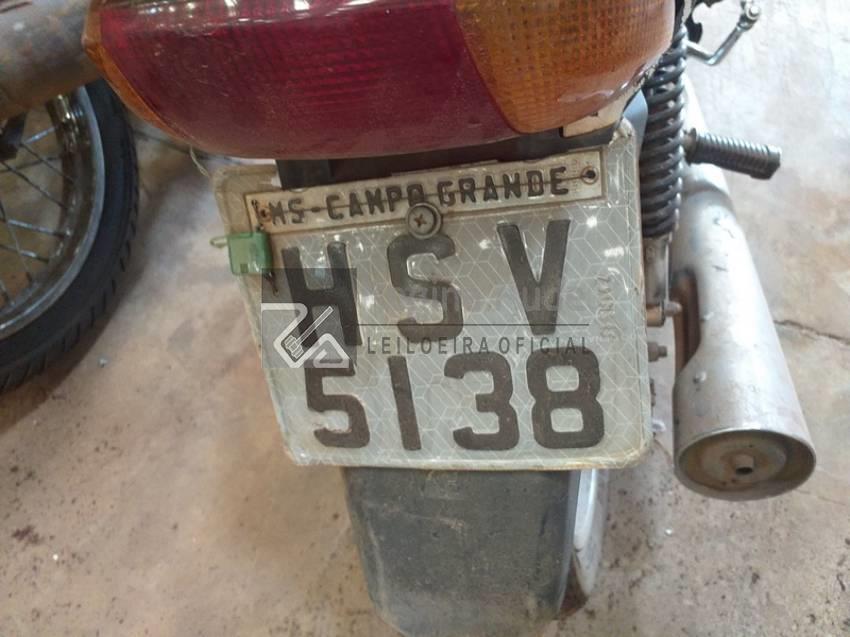 MS-CAMPO GRANDE
HSV
5138
LEILOEIRA OFICIAL